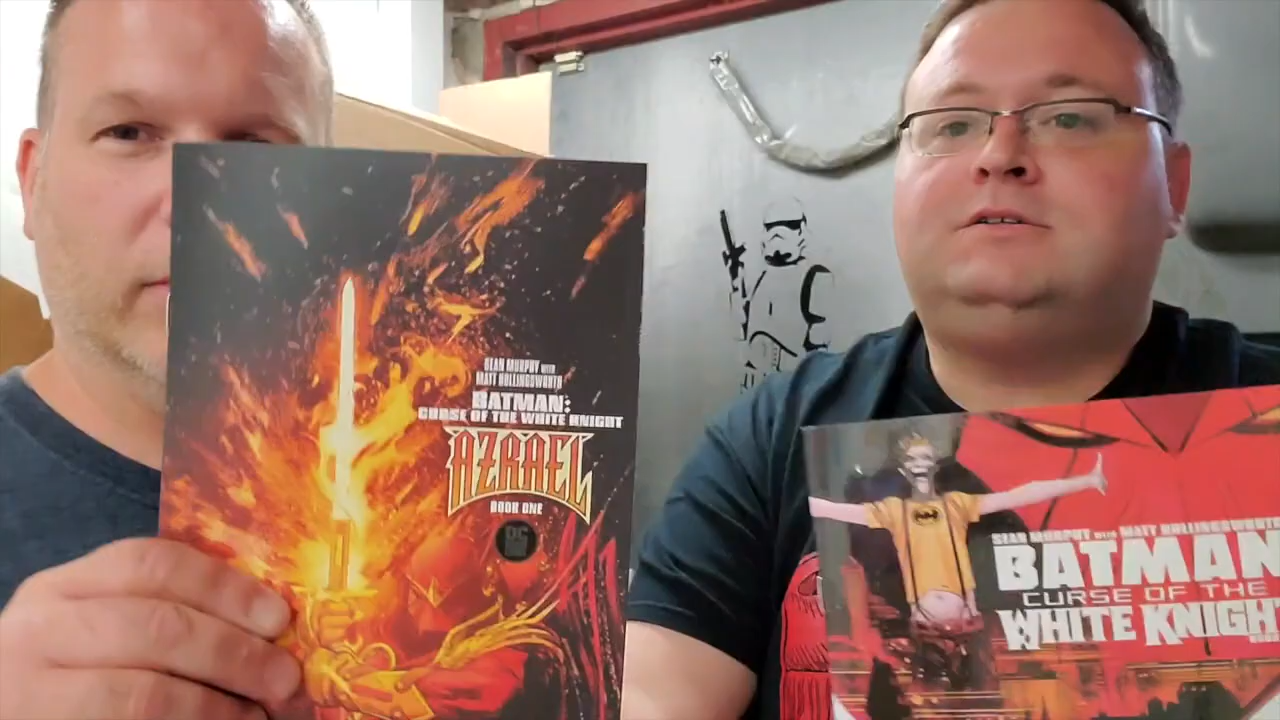 SEAN MURPHY WITH
MATT HOLLINGSWORTH
BATMAN:
CURSE OF THE WHITE KNIGHT
AZRAEL
BOOK ONE
DC
SEAN MURPHY WITH MATT HOLLINGSWORTH
BATMAN
CURSE OF THE
WHITE KNIGH